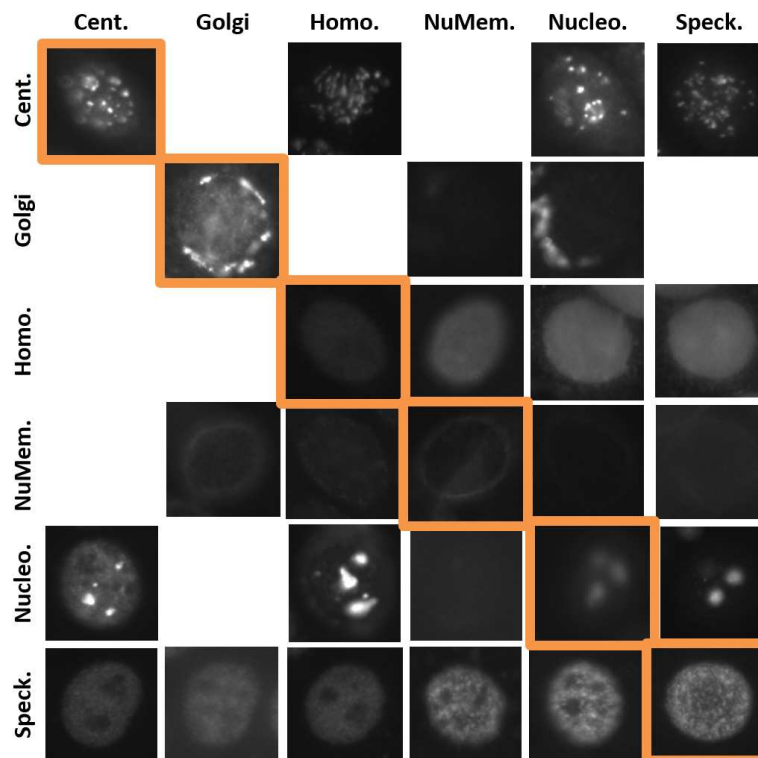 Cent. Golgi Homo. NuMem. Nucleo. Speck.
Cent.
Golgi
Homo.
NuMem.
Nucleo.
Speck.